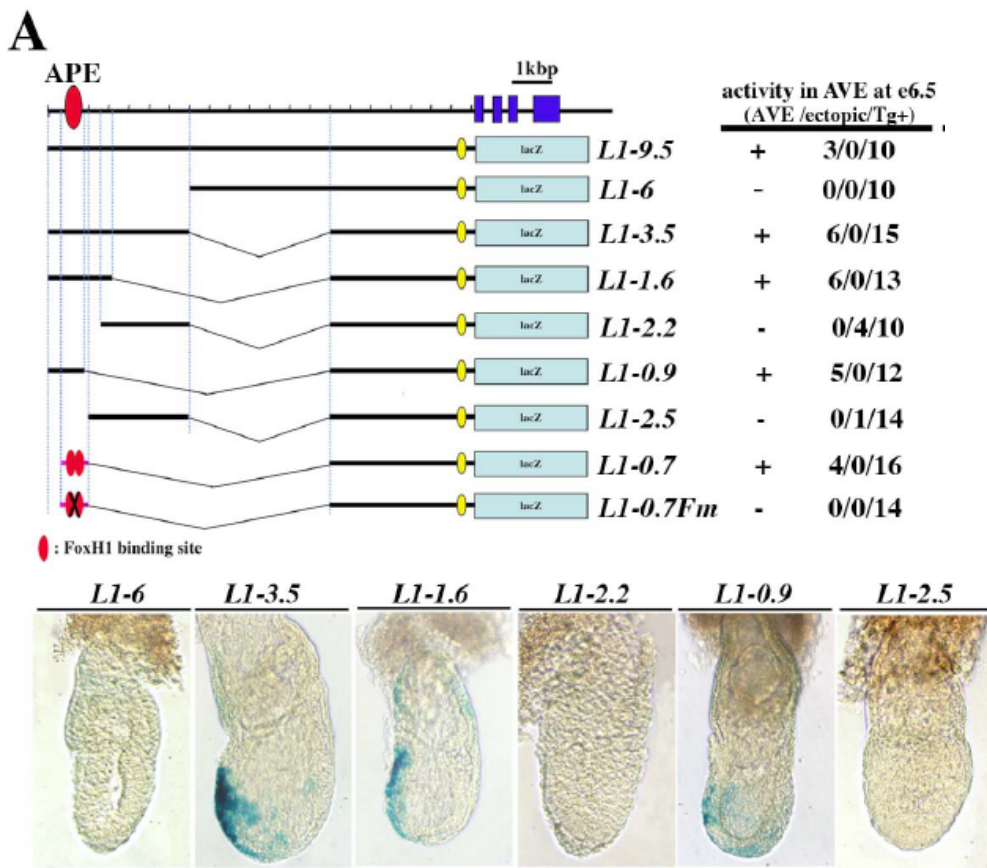 A
APE
1kbp
activity in AVE at e6.5
(AVE /ectopic/Tg+)
lacZ L1-9.5 + 3/0/10
lacZ L1-6 - 0/0/10
lacZ L1-3.5 + 6/0/15
lacZ L1-1.6 + 6/0/13
lacZ L1-2.2 - 0/4/10
lacZ L1-0.9 + 5/0/12
lacZ L1-2.5 - 0/1/14
lacZ L1-0.7 + 4/0/16
X lacZ L1-0.7Fm - 0/0/14
: FoxH1 binding site
L1-6 L1-3.5 L1-1.6 L1-2.2 L1-0.9 L1-2.5